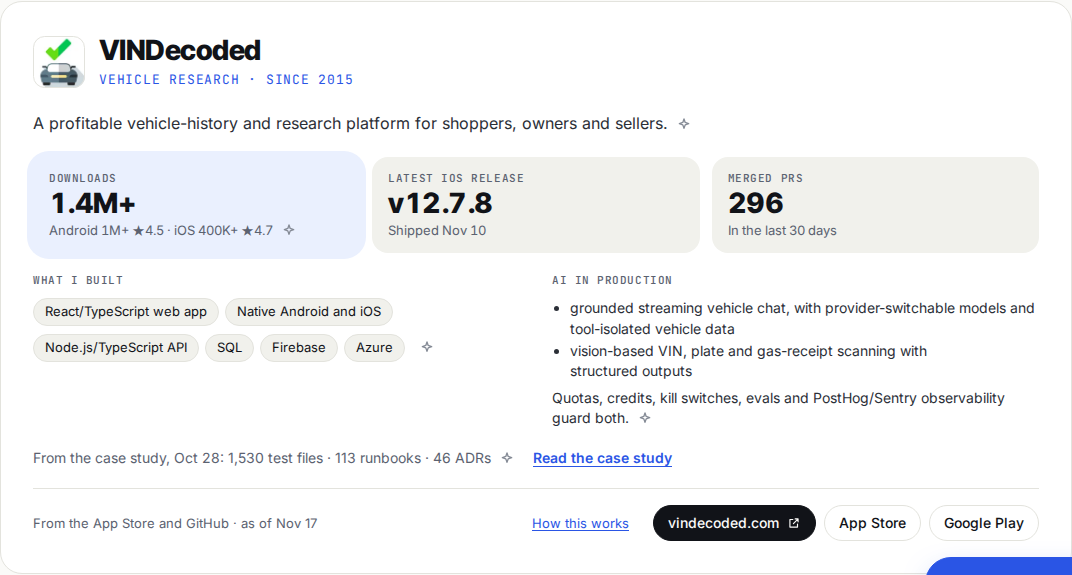 VINDecoded
VEHICLE RESEARCH · SINCE 2015
A profitable vehicle-history and research platform for shoppers, owners and sellers.
DOWNLOADS
1.4M+
Android 1M+ ★4.5 · iOS 400K+ ★4.7
LATEST IOS RELEASE
v12.7.8
Shipped Nov 10
MERGED PRS
296
In the last 30 days
WHAT I BUILT
React/TypeScript web app
Native Android and iOS
Node.js/TypeScript API
SQL
Firebase
Azure
AI IN PRODUCTION
• grounded streaming vehicle chat, with provider-switchable models and
tool-isolated vehicle data
• vision-based VIN, plate and gas-receipt scanning with
structured outputs
Quotas, credits, kill switches, evals and PostHog/Sentry observability
guard both.
From the case study, Oct 28: 1,530 test files · 113 runbooks · 46 ADRs
Read the case study
From the App Store and GitHub · as of Nov 17
How this works
vindecoded.com
App Store
Google Play